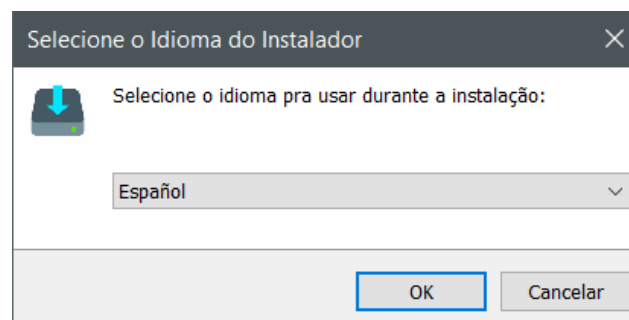 Selecione o Idioma do Instalador
Selecione o idioma pra usar durante a instalação:
Español
OK
Cancelar